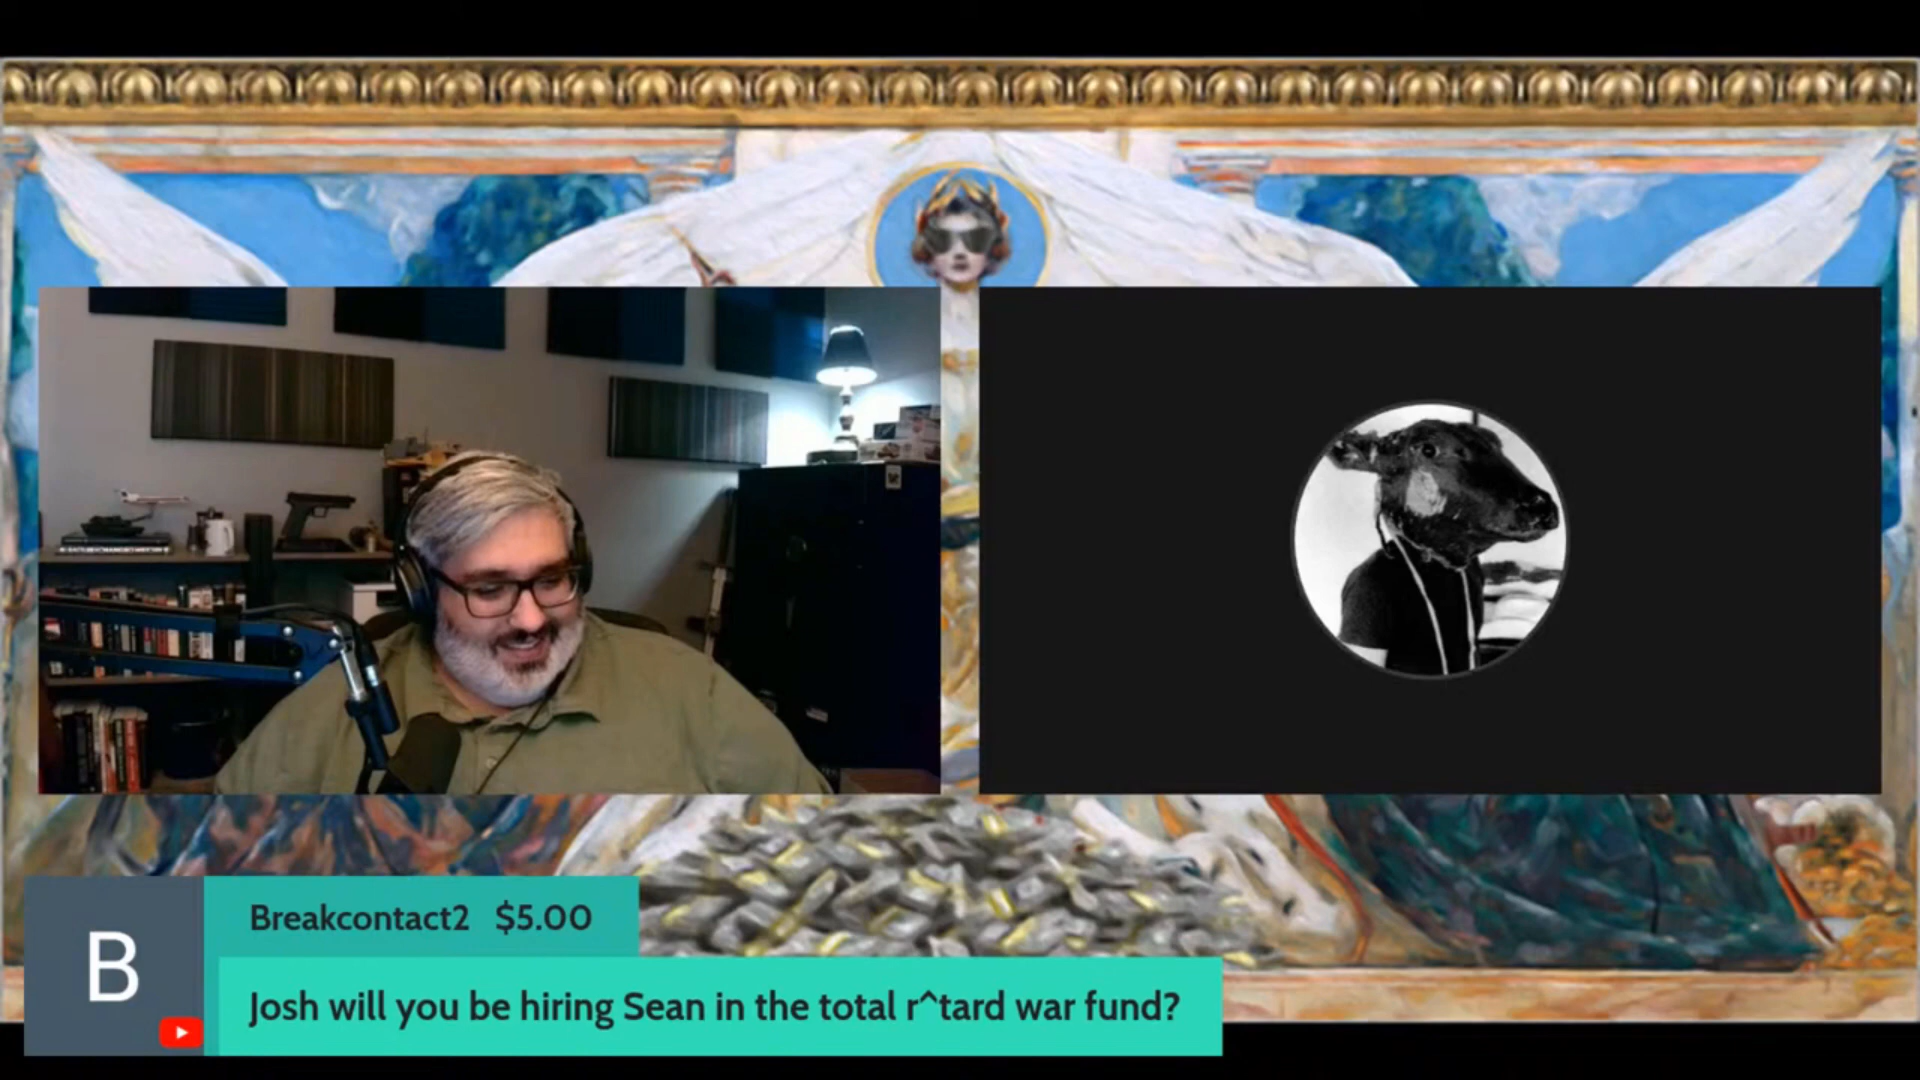 Breakcontact2 $5.00
B
Josh will you be hiring Sean in the total r^tard war fund?